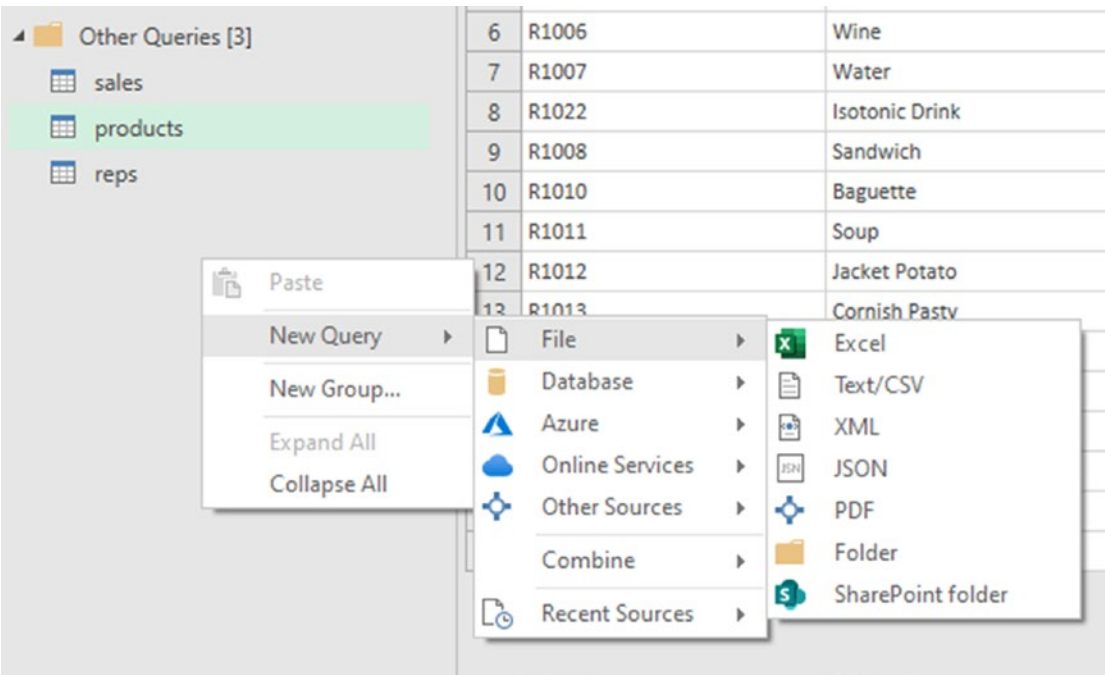 Other Queries [3]
sales
products
reps
6 R1006 Wine
7 R1007 Water
8 R1022 Isotonic Drink
9 R1008 Sandwich
10 R1010 Baguette
11 R1011 Soup
12 R1012 Jacket Potato
13 R1013 Cornish Pasty
Paste
New Query
New Group...
Expand All
Collapse All
File
Database
Azure
Online Services
Other Sources
Combine
Recent Sources
Excel
Text/CSV
XML
JSN JSON
PDF
Folder
S SharePoint folder